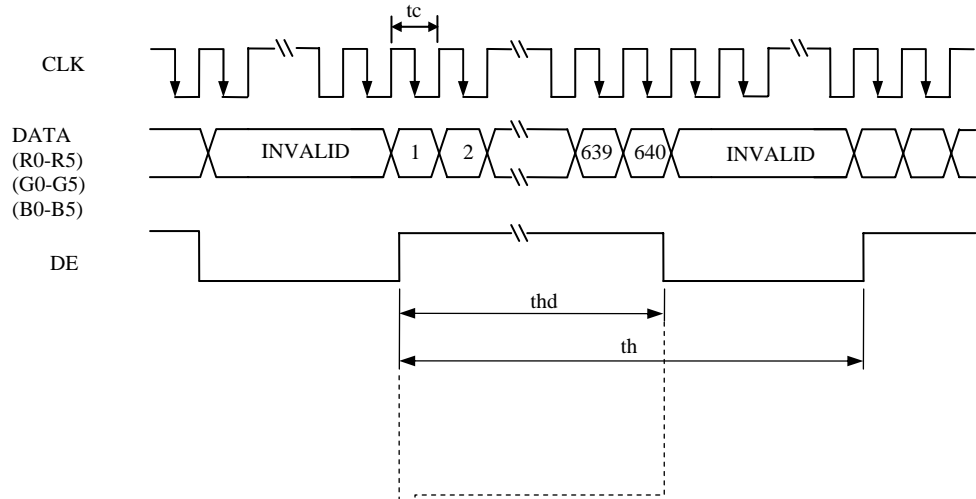 tc
CLK
DATA
(R0-R5)
(G0-G5)
(B0-B5)
INVALID
1
2
639
640
INVALID
DE
thd
th